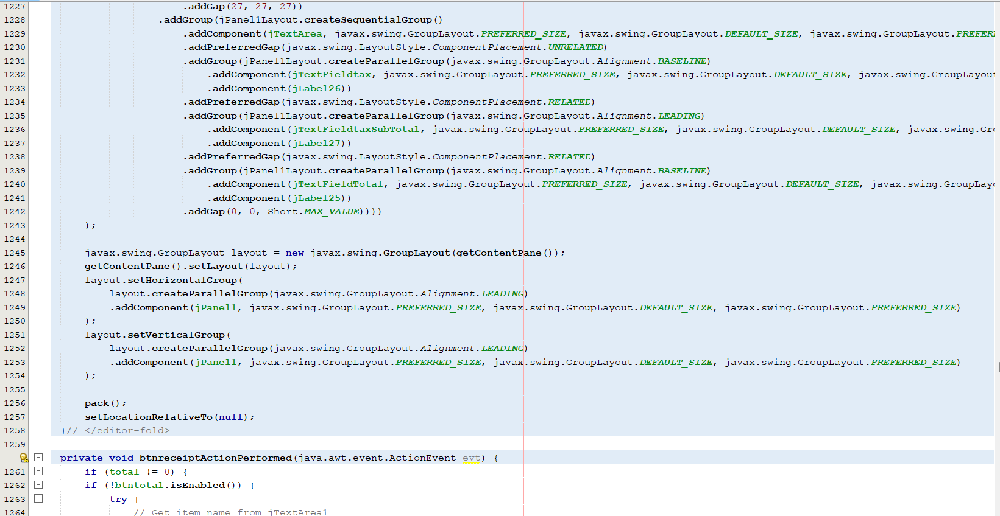 1227 .addGap(27, 27, 27))
1228 .addGroup(jPanel1Layout.createSequentialGroup()
1229 .addComponent(jTextArea, javax.swing.GroupLayout.PREFERRED_SIZE, javax.swing.GroupLayout.DEFAULT_SIZE, javax.swing.GroupLayout.PREFER
1230 .addPreferredGap(javax.swing.LayoutStyle.ComponentPlacement.UNRELATED)
1231 .addGroup(jPanel1Layout.createParallelGroup(javax.swing.GroupLayout.Alignment.BASELINE)
1232 .addComponent(jTextFieldtax, javax.swing.GroupLayout.PREFERRED_SIZE, javax.swing.GroupLayout.DEFAULT_SIZE, javax.swing.GroupLayout
1233 .addComponent(jLabel26))
1234 .addPreferredGap(javax.swing.LayoutStyle.ComponentPlacement.RELATED)
1235 .addGroup(jPanel1Layout.createParallelGroup(javax.swing.GroupLayout.Alignment.LEADING)
1236 .addComponent(jTextFieldtaxSubTotal, javax.swing.GroupLayout.PREFERRED_SIZE, javax.swing.GroupLayout.DEFAULT_SIZE, javax.swing.Gr
1237 .addComponent(jLabel27))
1238 .addPreferredGap(javax.swing.LayoutStyle.ComponentPlacement.RELATED)
1239 .addGroup(jPanel1Layout.createParallelGroup(javax.swing.GroupLayout.Alignment.BASELINE)
1240 .addComponent(jTextFieldTotal, javax.swing.GroupLayout.PREFERRED_SIZE, javax.swing.GroupLayout.DEFAULT_SIZE, javax.swing.GroupLay
1241 .addComponent(jLabel25))
1242 .addGap(0, 0, Short.MAX_VALUE))))
1243 );
1244
1245 javax.swing.GroupLayout layout = new javax.swing.GroupLayout(getContentPane());
1246 getContentPane().setLayout(layout);
1247 layout.setHorizontalGroup(
1248 layout.createParallelGroup(javax.swing.GroupLayout.Alignment.LEADING)
1249 .addComponent(jPanel1, javax.swing.GroupLayout.PREFERRED_SIZE, javax.swing.GroupLayout.DEFAULT_SIZE, javax.swing.GroupLayout.PREFERRED_SIZE)
1250 );
1251 layout.setVerticalGroup(
1252 layout.createParallelGroup(javax.swing.GroupLayout.Alignment.LEADING)
1253 .addComponent(jPanel1, javax.swing.GroupLayout.PREFERRED_SIZE, javax.swing.GroupLayout.DEFAULT_SIZE, javax.swing.GroupLayout.PREFERRED_SIZE)
1254 );
1255
1256 pack();
1257 setLocationRelativeTo(null);
1258 }// </editor-fold>
1259
private void btnreceiptActionPerformed(java.awt.event.ActionEvent evt) {
1261 if (total != 0) {
1262 if (!btntotal.isEnabled()) {
1263 try {
1264 // Get item name from jTextArea1